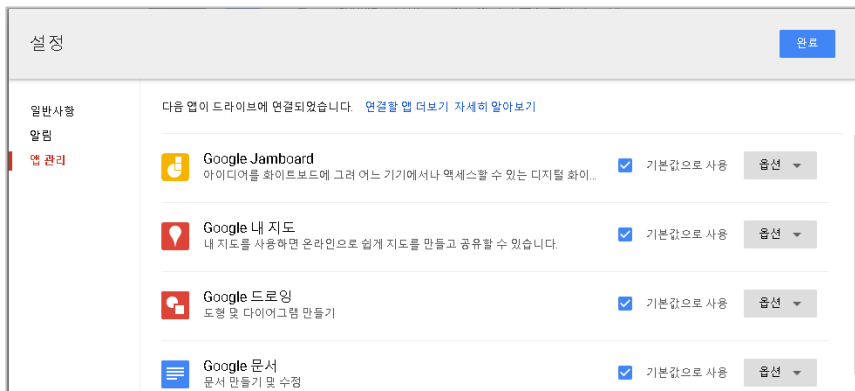 설정
완료
일반사항
알림
앱 관리
다음 앱이 드라이브에 연결되었습니다. 연결할 앱 더보기 자세히 알아보기
Google Jamboard
아이디어를 화이트보드에 그려 어느 기기에서나 액세스할 수 있는 디지털 화이...
기본값으로 사용
옵션
Google 내 지도
내 지도를 사용하면 온라인으로 쉽게 지도를 만들고 공유할 수 있습니다.
기본값으로 사용
옵션
Google 드로잉
도형 및 다이어그램 만들기
기본값으로 사용
옵션
Google 문서
문서 만들기 및 수정
기본값으로 사용
옵션